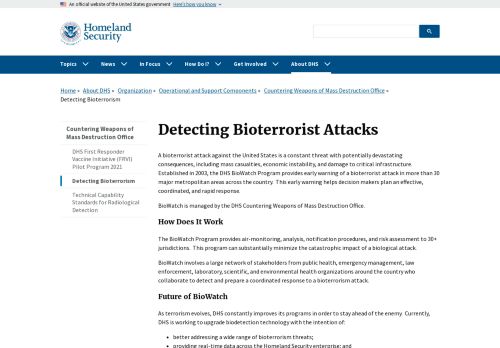 An official website of the United States government Here's how you know
Homeland
Security
Topics News In Focus How Do I? Get Involved About DHS
Home » About DHS » Organization » Operational and Support Components » Countering Weapons of Mass Destruction Office »
Detecting Bioterrorism
Countering Weapons of
Mass Destruction Office
DHS First Responder
Vaccine Initiative (FRVI)
Pilot Program 2021
Detecting Bioterrorism
Technical Capability
Standards for Radiological
Detection
Detecting Bioterrorist Attacks
A bioterrorist attack against the United States is a constant threat with potentially devastating
consequences, including mass casualties, economic instability, and damage to critical infrastructure.
Established in 2003, the DHS BioWatch Program provides early warning of a bioterrorist attack in more than 30
major metropolitan areas across the country. This early warning helps decision makers plan an effective,
coordinated, and rapid response.
BioWatch is managed by the DHS Countering Weapons of Mass Destruction Office.
How Does It Work
The BioWatch Program provides air-monitoring, analysis, notification procedures, and risk assessment to 30+
jurisdictions. This program can substantially minimize the catastrophic impact of a biological attack.
BioWatch involves a large network of stakeholders from public health, emergency management, law
enforcement, laboratory, scientific, and environmental health organizations around the country who
collaborate to detect and prepare a coordinated response to a bioterrorism attack.
Future of BioWatch
As terrorism evolves, DHS constantly improves its programs in order to stay ahead of the enemy. Currently,
DHS is working to upgrade biodetection technology with the intention of:
• better addressing a wide range of bioterrorism threats;
• providing real-time data across the Homeland Security enterprise; and